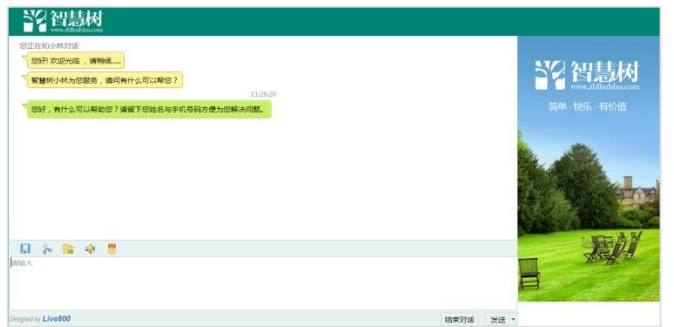 智慧树
www.zhihuishu.com
您正在和小林对话
您好! 欢迎光临，请稍候.....
智慧树小林为您服务，请问有什么可以帮您？
11:26:20
您好，有什么可以帮助您？请留下您姓名与手机号码方便为您解决问题。
智慧树
www.zhihuishu.com
简单·快乐·有价值
请输入
Designed by Live800
结束对话 发送